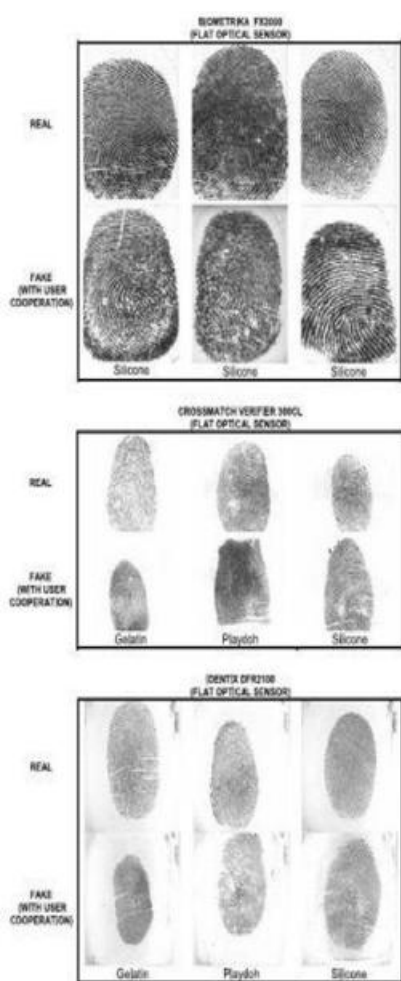 BIOMETRIKA FX2000
(FLAT OPTICAL SENSOR)
REAL
FAKE
(WITH USER
COOPERATION)
Silicone Silicone Silicone
CROSSMATCH VERIFIER 300CL
(FLAT OPTICAL SENSOR)
REAL
FAKE
(WITH USER
COOPERATION)
Gelatin Playdoh Silicone
IDENTIX DFR2100
(FLAT OPTICAL SENSOR)
REAL
FAKE
(WITH USER
COOPERATION)
Gelatin Playdoh Silicone